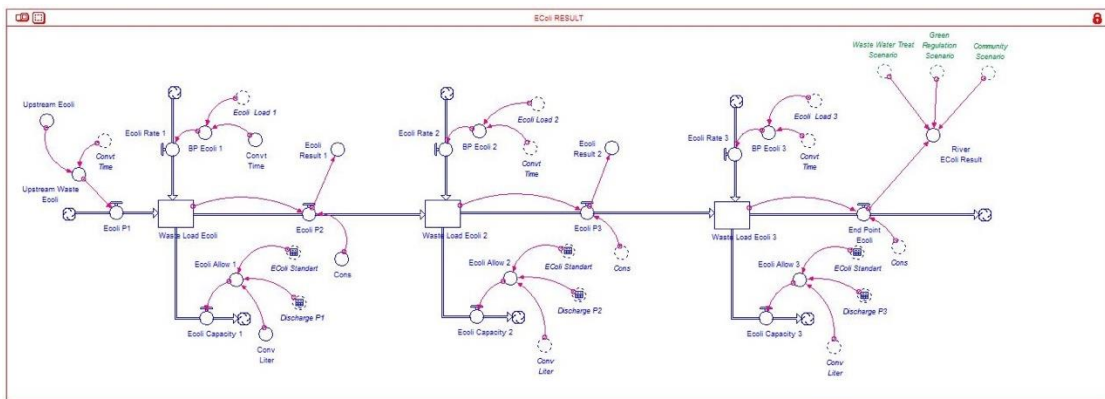 EColi RESULT
Waste Water Treat
Scenario
Green
Regulation
Scenario
Community
Scenario
Upstream Ecoli
Ecoli Load 1
Ecoli Rate 1
BP Ecoli 1
Convt
Time
Convt
Time
Ecoli
Result 1
Upstream Waste
Ecoli
Ecoli P1
Waste Load Ecoli
Ecoli P2
Cons
Ecoli Allow 1
EColi Standart
Discharge P1
Ecoli Capacity 1
Conv
Liter
Ecoli Load 2
Ecoli Rate 2
BP Ecoli 2
Convt
Time
Ecoli
Result 2
Waste Load Ecoli 2
Ecoli P3
Cons
Ecoli Allow 2
EColi Standart
Discharge P2
Ecoli Capacity 2
Conv
Liter
Ecoli Load 3
Ecoli Rate 3
BP Ecoli 3
Convt
Time
River
EColi Result
Waste Load Ecoli 3
End Point
Ecoli
Cons
Ecoli Allow 3
EColi Standart
Discharge P3
Ecoli Capacity 3
Conv
Liter